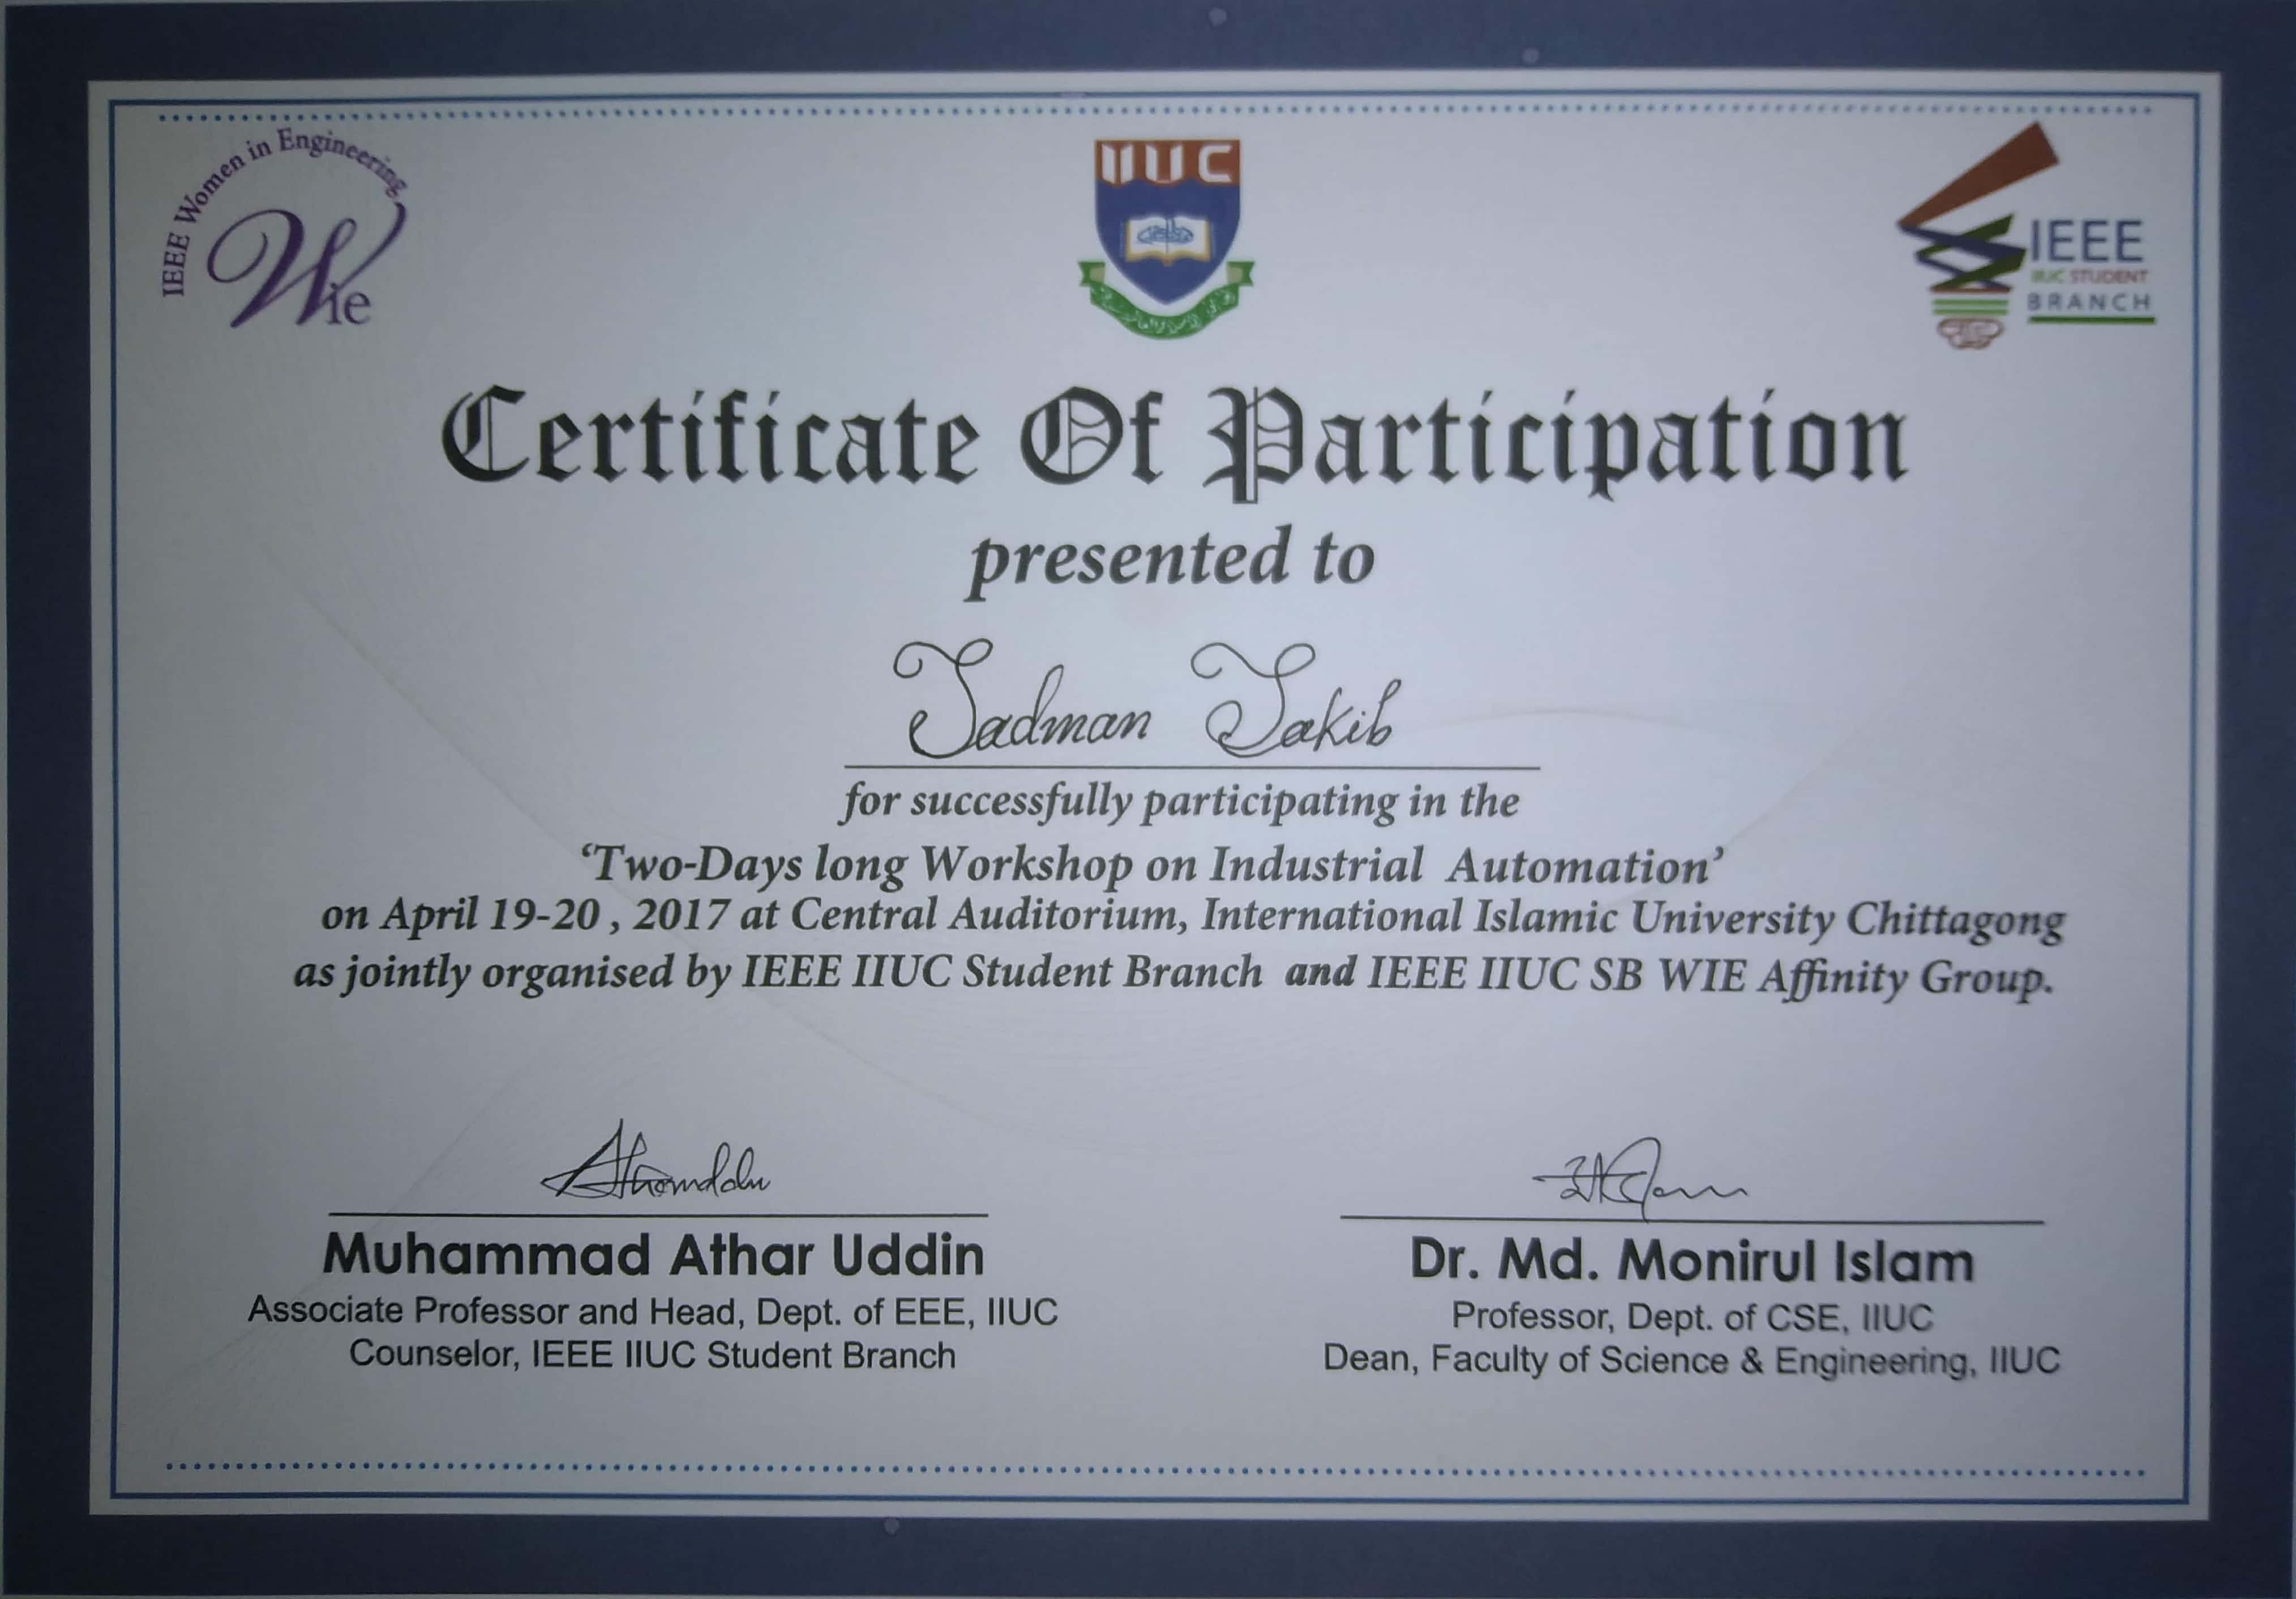 IEEE Women in Engineering
Wie
IIUC
IEEE
IIUC STUDENT
BRANCH
Certificate Of Participation
presented to
Sadman Sakib
for successfully participating in the
‘Two-Days long Workshop on Industrial Automation’
on April 19-20 , 2017 at Central Auditorium, International Islamic University Chittagong
as jointly organised by IEEE IIUC Student Branch and IEEE IIUC SB WIE Affinity Group.
Muhammad Athar Uddin
Associate Professor and Head, Dept. of EEE, IIUC
Counselor, IEEE IIUC Student Branch
Dr. Md. Monirul Islam
Professor, Dept. of CSE, IIUC
Dean, Faculty of Science & Engineering, IIUC